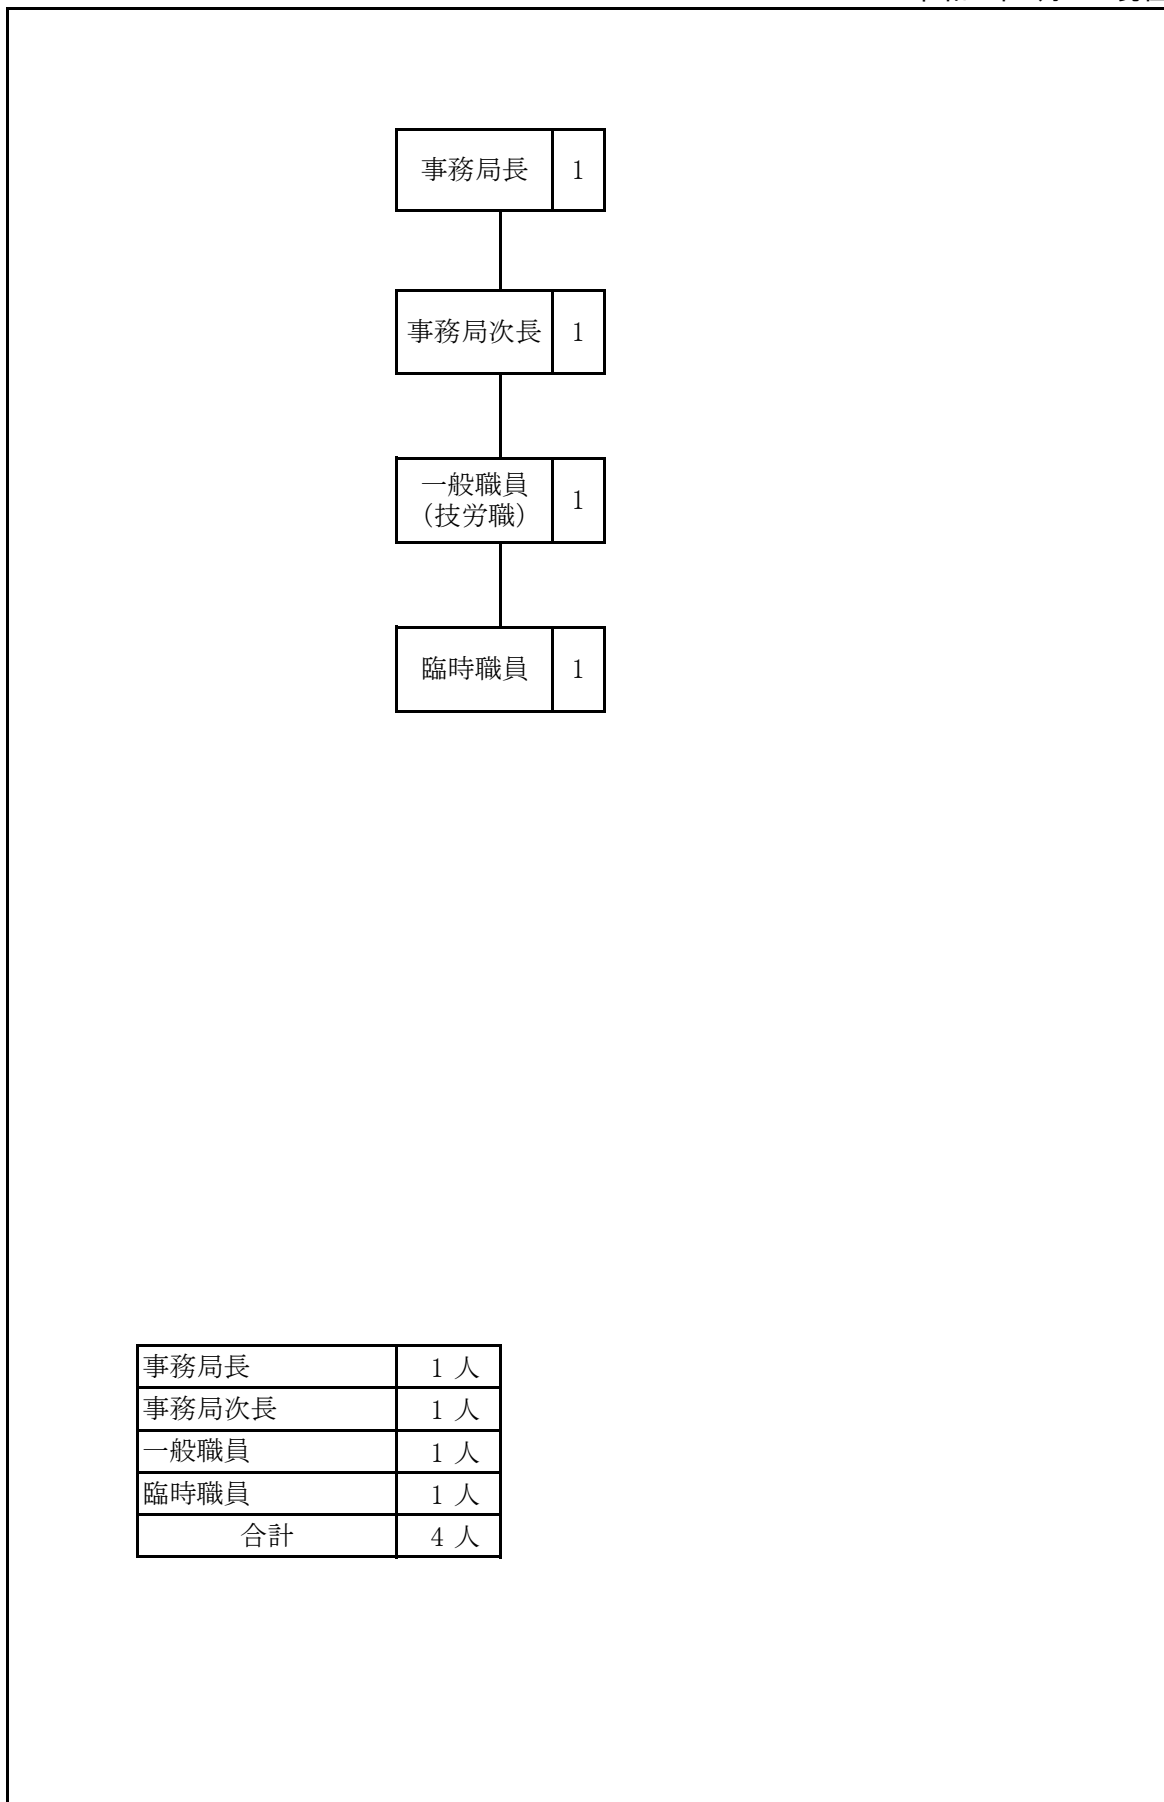 事務局長 1
事務局次長 1
一般職員
(技労職) 1
臨時職員 1
事務局長 1 人
事務局次長 1 人
一般職員 1 人
臨時職員 1 人
合計 4 人